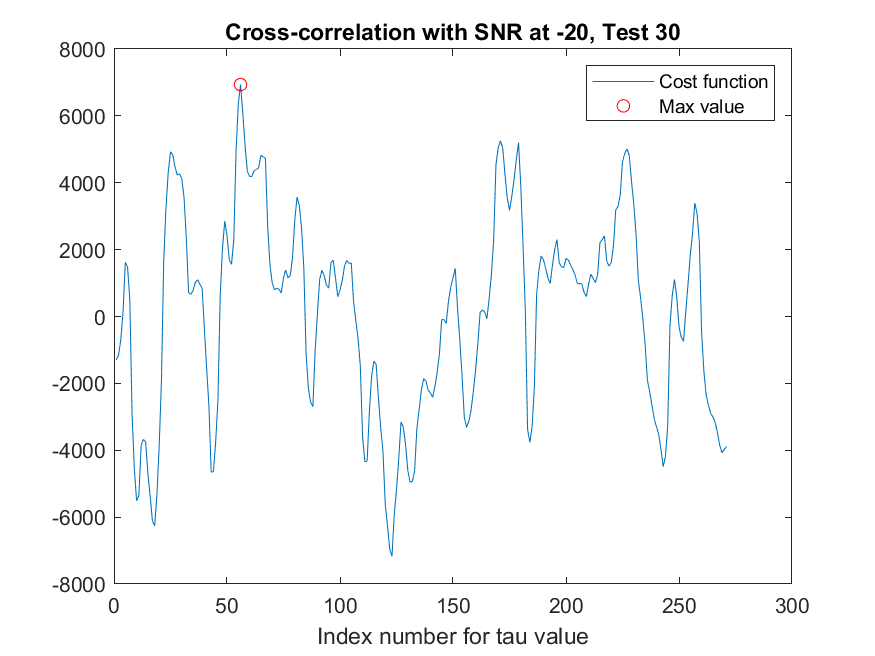 Cross-correlation with SNR at -20, Test 30
8000
6000
4000
2000
0
-2000
-4000
-6000
-8000
Cost function
Max value
0 50 100 150 200 250 300
Index number for tau value